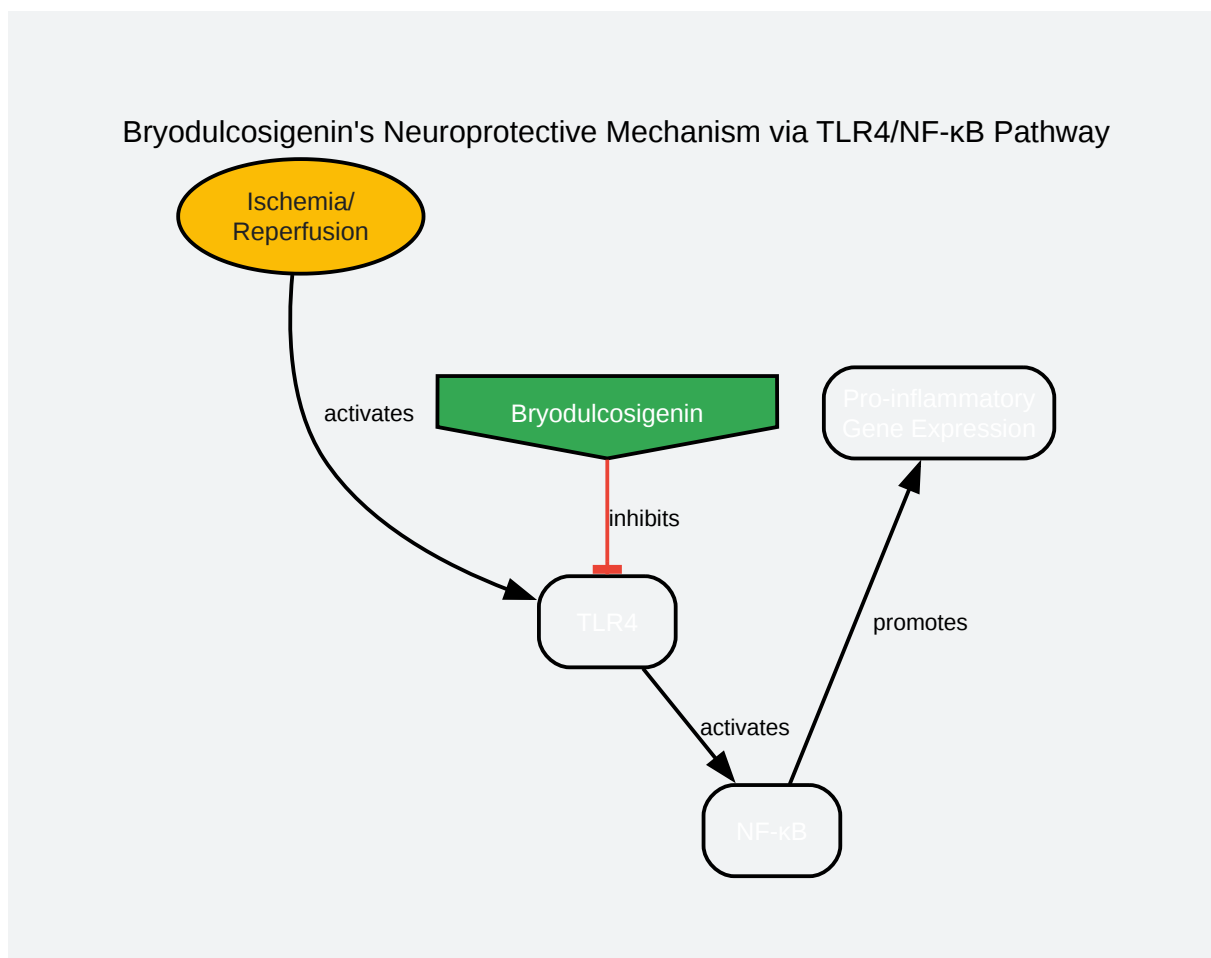 Bryodulcosigenin's Neuroprotective Mechanism via TLR4/NF-κB Pathway
Ischemia/
Reperfusion
activates
Bryodulcosigenin
Pro-inflammatory
Gene Expression
inhibits
TLR4
promotes
activates
NF-κB